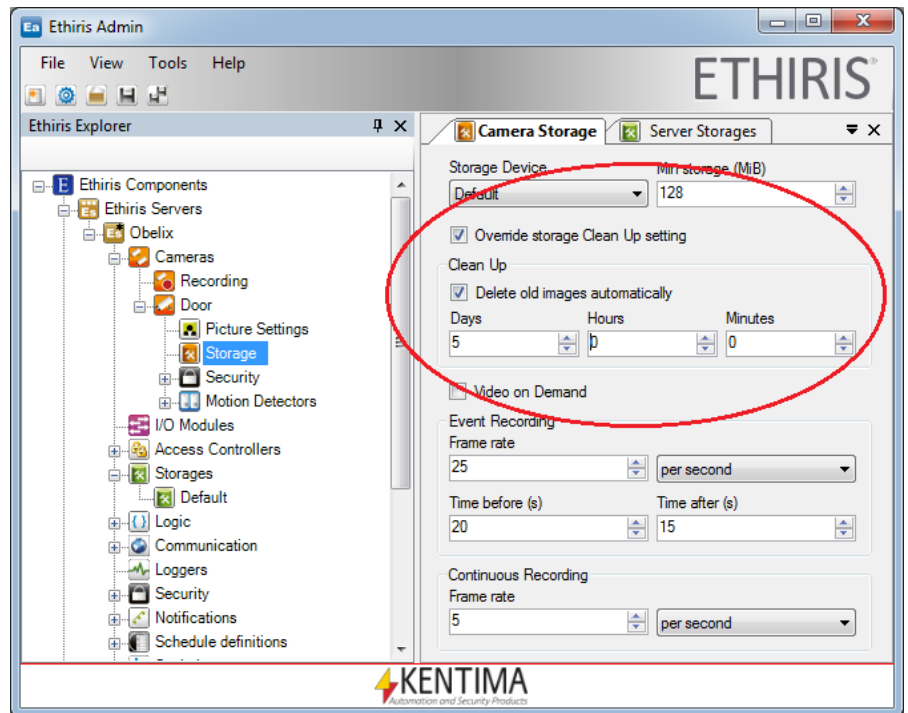 Ea Ethiris Admin
File View Tools Help
ETHIRIS®
Ethiris Explorer
Camera Storage
Server Storages
Ethiris Components
Ethiris Servers
Obelix
Cameras
Recording
Door
Picture Settings
Storage
Security
Motion Detectors
I/O Modules
Access Controllers
Storages
Default
Logic
Communication
Loggers
Security
Notifications
Schedule definitions
Storage Device Min storage (MiB)
Default 128
Override storage Clean Up setting
Clean Up
Delete old images automatically
Days Hours Minutes
5 0 0
Video on Demand
Event Recording
Frame rate
25 per second
Time before (s) Time after (s)
20 15
Continuous Recording
Frame rate
5 per second
KENTIMA
Automation and Security Products